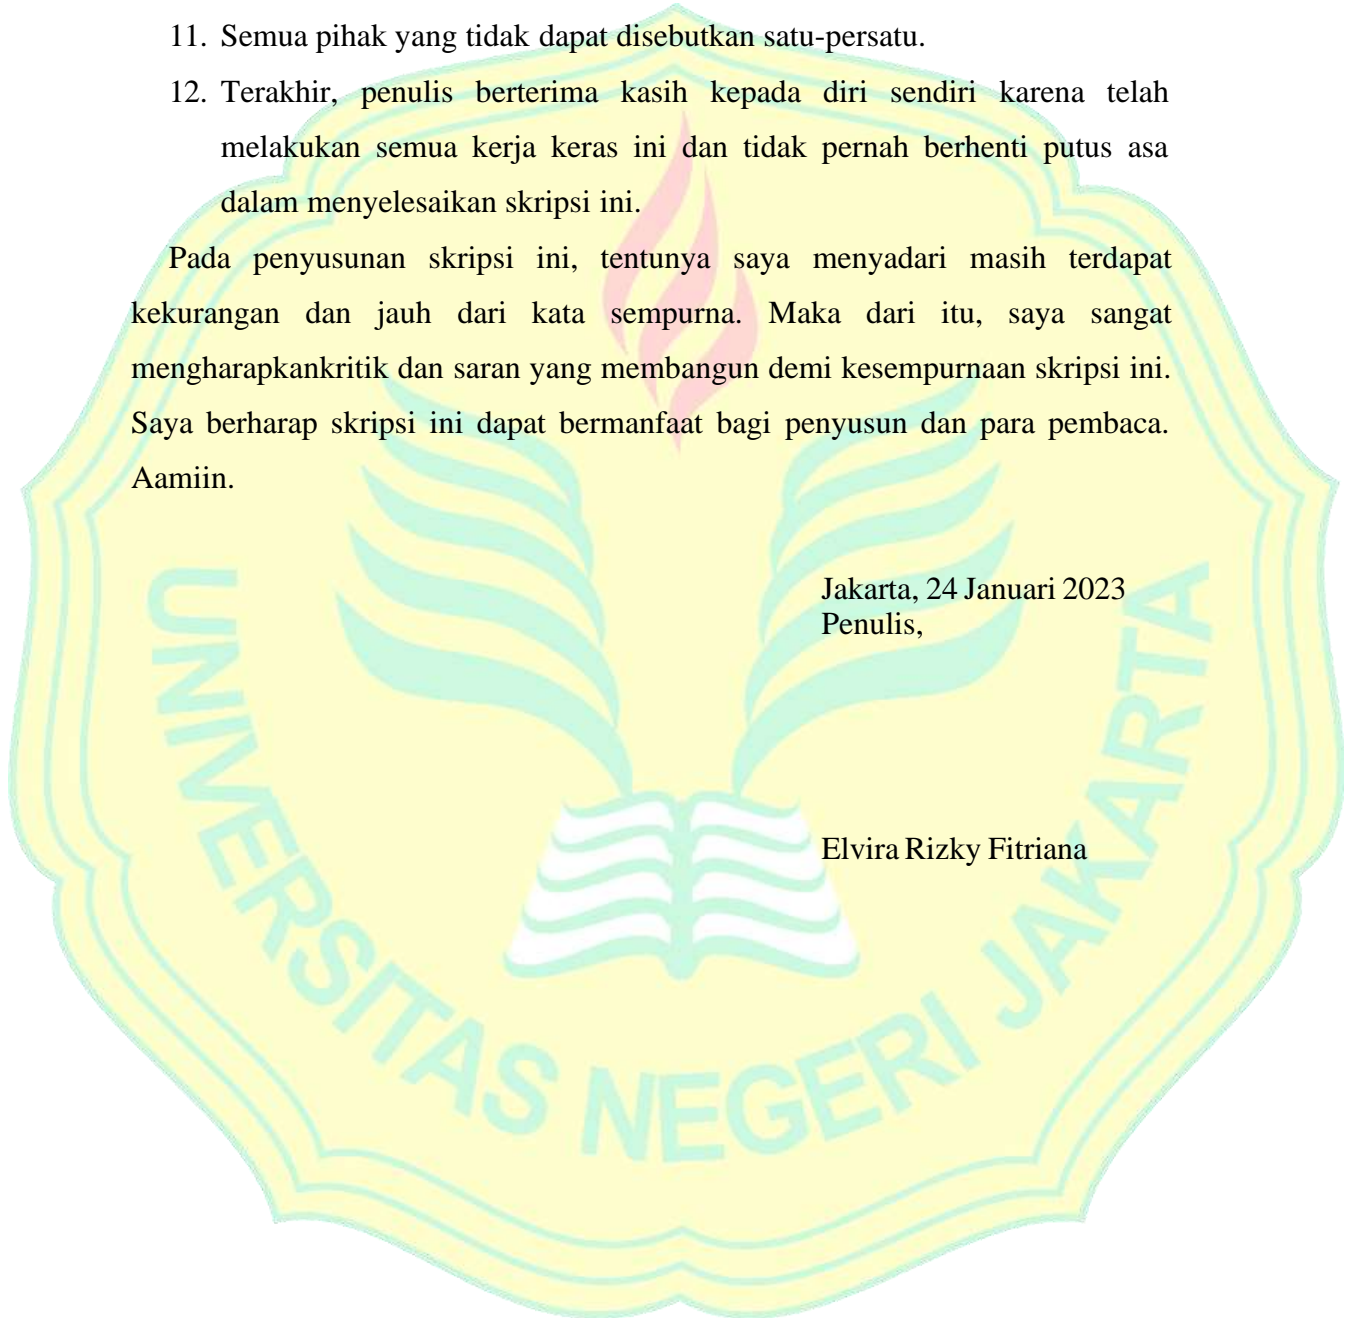 11. Semua pihak yang tidak dapat disebutkan satu-persatu.
12. Terakhir, penulis berterima kasih kepada diri sendiri karena telah
melakukan semua kerja keras ini dan tidak pernah berhenti putus asa
dalam menyelesaikan skripsi ini.
Pada penyusunan skripsi ini, tentunya saya menyadari masih terdapat
kekurangan dan jauh dari kata sempurna. Maka dari itu, saya sangat
mengharapkankritik dan saran yang membangun demi kesempurnaan skripsi ini.
Saya berharap skripsi ini dapat bermanfaat bagi penyusun dan para pembaca.
Aamiin.
Jakarta, 24 Januari 2023
Penulis,
Elvira Rizky Fitriana
UNIVERSITAS NEGERI JAKARTA